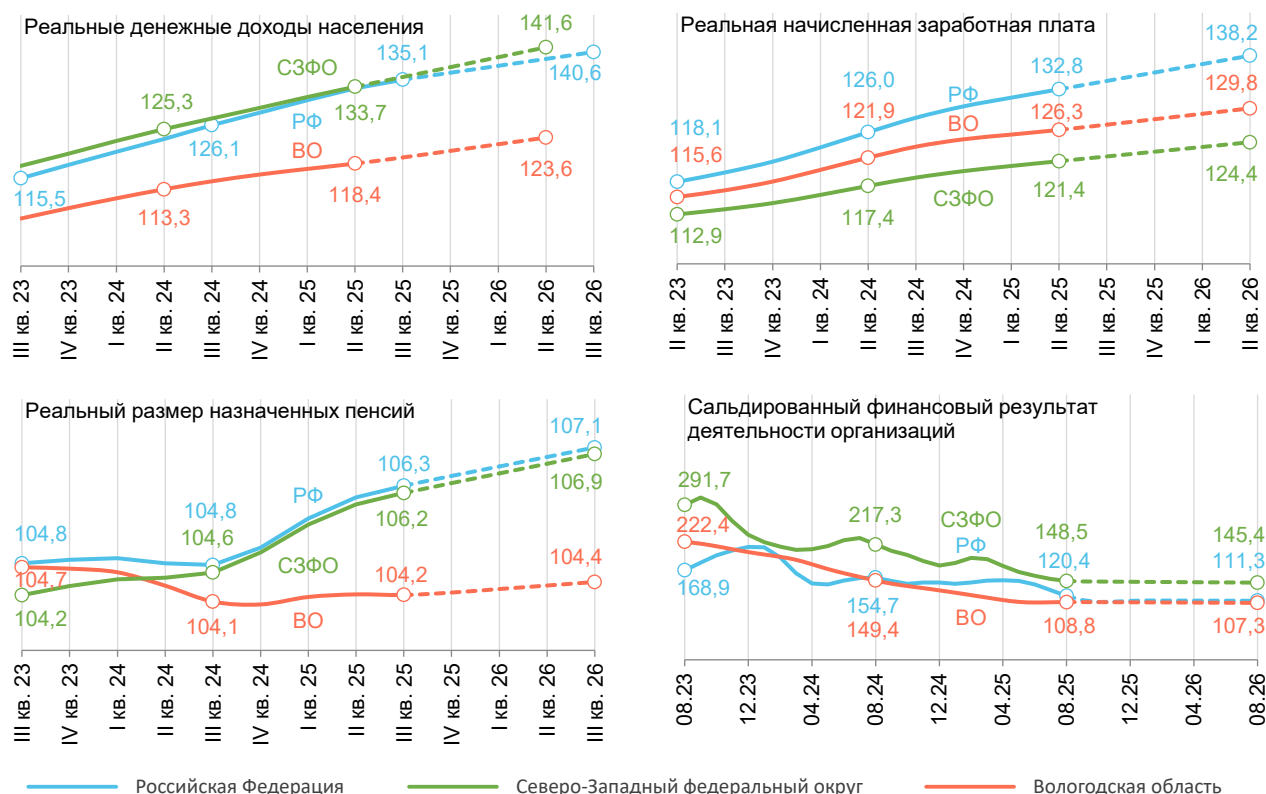 Реальные денежные доходы населения
141,6
135,1
СЗФО
125,3
140,6
133,7
РФ
126,1
ВО
115,5
113,3
118,4
123,6
III кв. 23
IV кв. 23
I кв. 24
II кв. 24
III кв. 24
IV кв. 24
I кв. 25
II кв. 25
III кв. 25
IV кв. 25
I кв. 26
II кв. 26
III кв. 26
Реальная начисленная заработная плата
138,2
132,8
126,0
РФ
129,8
121,9
126,3
ВО
118,1
115,6
124,4
121,4
117,4
СЗФО
112,9
II кв. 23
III кв. 23
IV кв. 23
I кв. 24
II кв. 24
III кв. 24
IV кв. 24
I кв. 25
II кв. 25
III кв. 25
IV кв. 25
I кв. 26
II кв. 26
Реальный размер назначенных пенсий
107,1
106,3
106,9
РФ
104,8
106,2
104,8
104,6
СЗФО
104,4
104,7
104,2
104,2
104,1
ВО
III кв. 23
IV кв. 23
I кв. 24
II кв. 24
III кв. 24
IV кв. 24
I кв. 25
II кв. 25
III кв. 25
IV кв. 25
I кв. 26
II кв. 26
III кв. 26
Сальдированный финансовый результат
деятельности организаций
291,7
217,3
СЗФО
148,5
145,4
222,4
РФ
120,4
111,3
168,9
154,7
149,4
ВО
108,8
107,3
08.23
12.23
04.24
08.24
12.24
04.25
08.25
12.25
04.26
08.26
Российская Федерация
Северо-Западный федеральный округ
Вологодская область